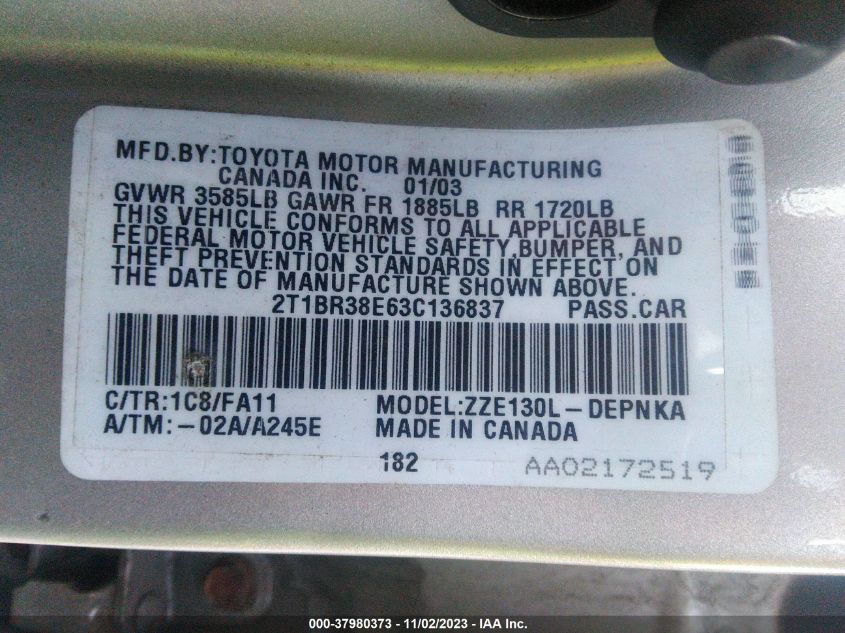 MFD.BY:TOYOTA MOTOR MANUFACTURING
CANADA INC. 01/03
GVWR 3585LB GAWR FR 1885LB RR 1720LB
THIS VEHICLE CONFORMS TO ALL APPLICABLE
FEDERAL MOTOR VEHICLE SAFETY,BUMPER, AND
THEFT PREVENTION STANDARDS IN EFFECT ON
THE DATE OF MANUFACTURE SHOWN ABOVE.
2T1BR38E63C136837 PASS.CAR
C/TR:1C8/FA11 MODEL:ZZE130L-DEPNKA
A/TM:-02A/A245E MADE IN CANADA
182 AA02172519
000-37980373 - 11/02/2023 - IAA Inc.